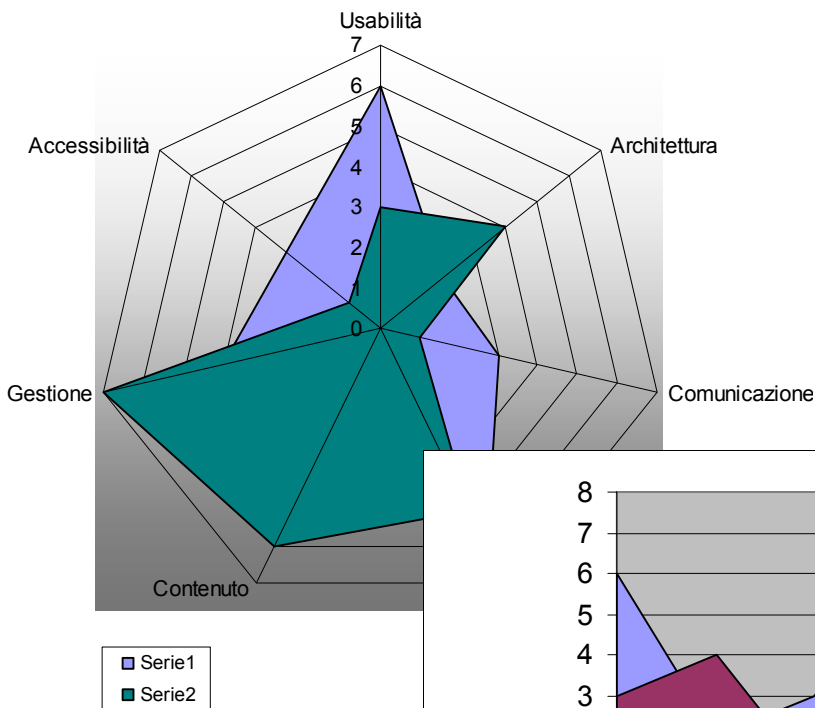 Usabilità
7
6
5
4
3
2
1
0
Accessibilità
Architettura
Gestione
Comunicazione
Contenuto
Serie1
Serie2
8
7
6
5
4
3